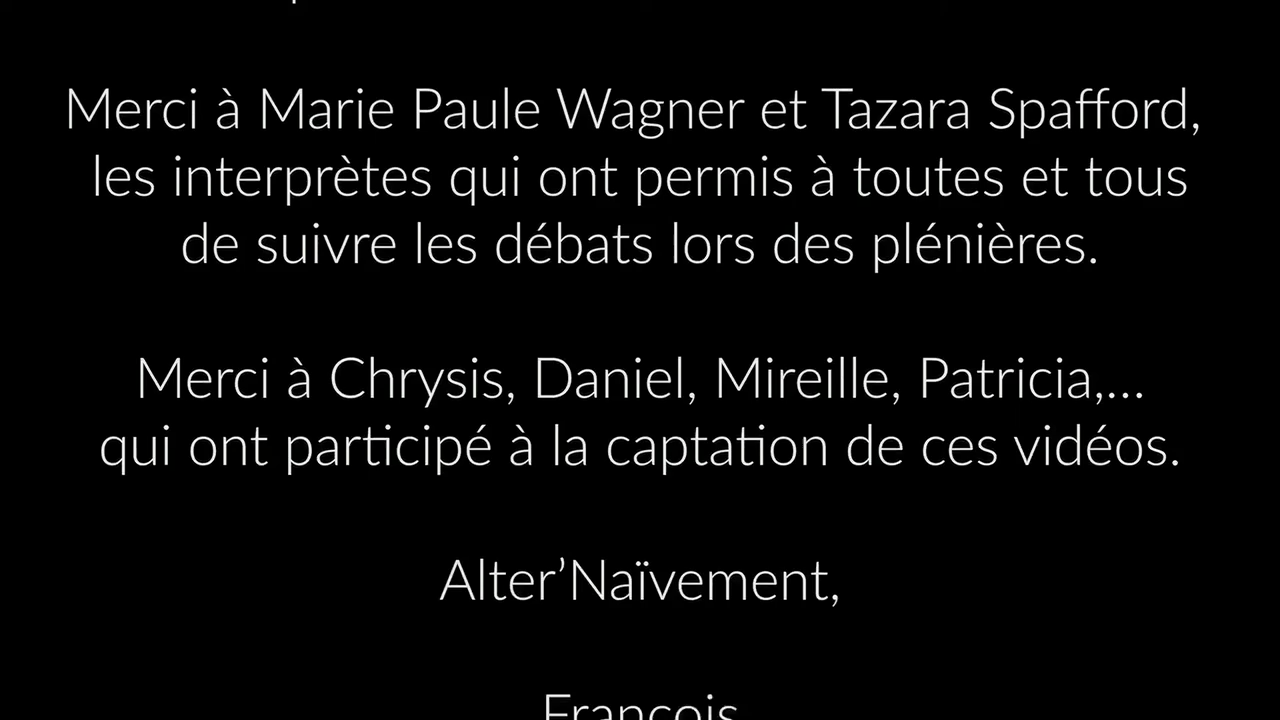 Merci à Marie Paule Wagner et Tazara Spafford,
les interprètes qui ont permis à toutes et tous
de suivre les débats lors des plénières.
Merci à Chrysis, Daniel, Mireille, Patricia,...
qui ont participé à la captation de ces vidéos.
Alter’Naïvement,
François